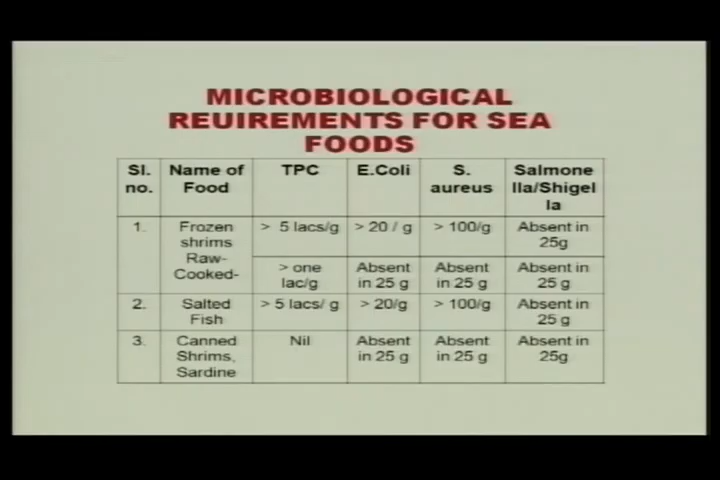 MICROBIOLOGICAL
REUIREMENTS FOR SEA
FOODS
Sl. no. Name of Food TPC E.Coli S. aureus Salmone lla/Shigel la
1. Frozen shrims Raw- > 5 lacs/g > 20 / g > 100/g Absent in 25g
Cooked- > one lac/g Absent in 25 g Absent in 25 g Absent in 25 g
2. Salted Fish > 5 lacs/ g > 20/g > 100/g Absent in 25 g
3. Canned Shrims, Sardine Nil Absent in 25 g Absent in 25 g Absent in 25g